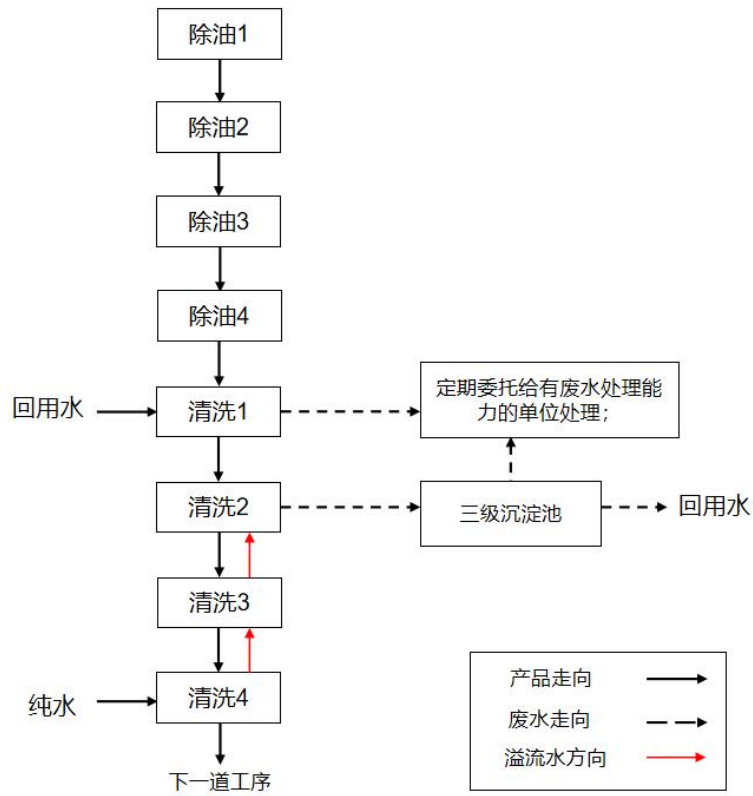 除油1
除油2
除油3
除油4
回用水
清洗1
定期委托给有废水处理能
力的单位处理；
清洗2
三级沉淀池
回用水
清洗3
纯水
清洗4
下一道工序
产品走向
废水走向
溢流水方向